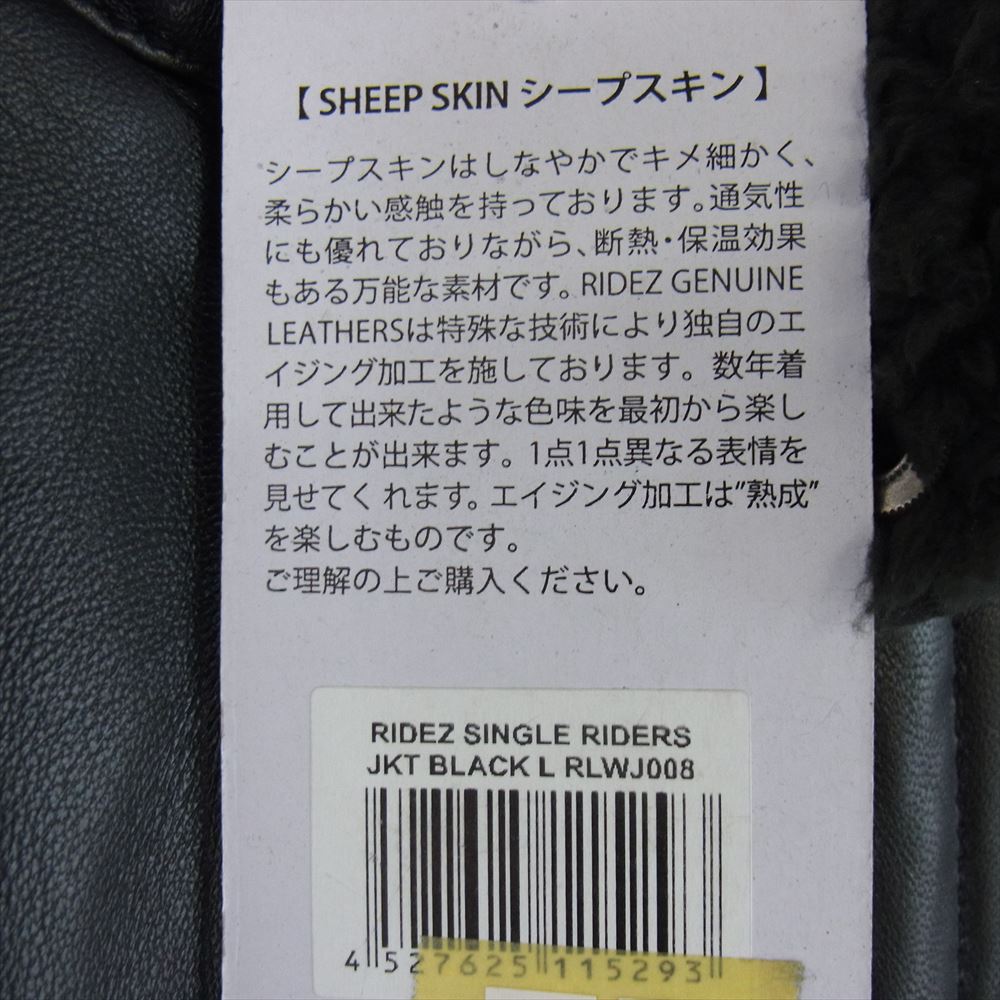 【 SHEEP SKIN シープスキン 】
シープスキンはしなやかでキメ細かく、
柔らかい感触を持っております。通気性
にも優れておりながら、断熱・保温効果
もある万能な素材です。RIDEZ GENUINE
LEATHERSは特殊な技術により独自のエ
イジング加工を施しております。数年着
用して出来たような色味を最初から楽し
むことが出来ます。1点1点異なる表情を
見せてくれます。エイジング加工は”熟成”
を楽しむものです。
ご理解の上ご購入ください。
RIDEZ SINGLE RIDERS
JKT BLACK L RLWJ008
4 527625 115293